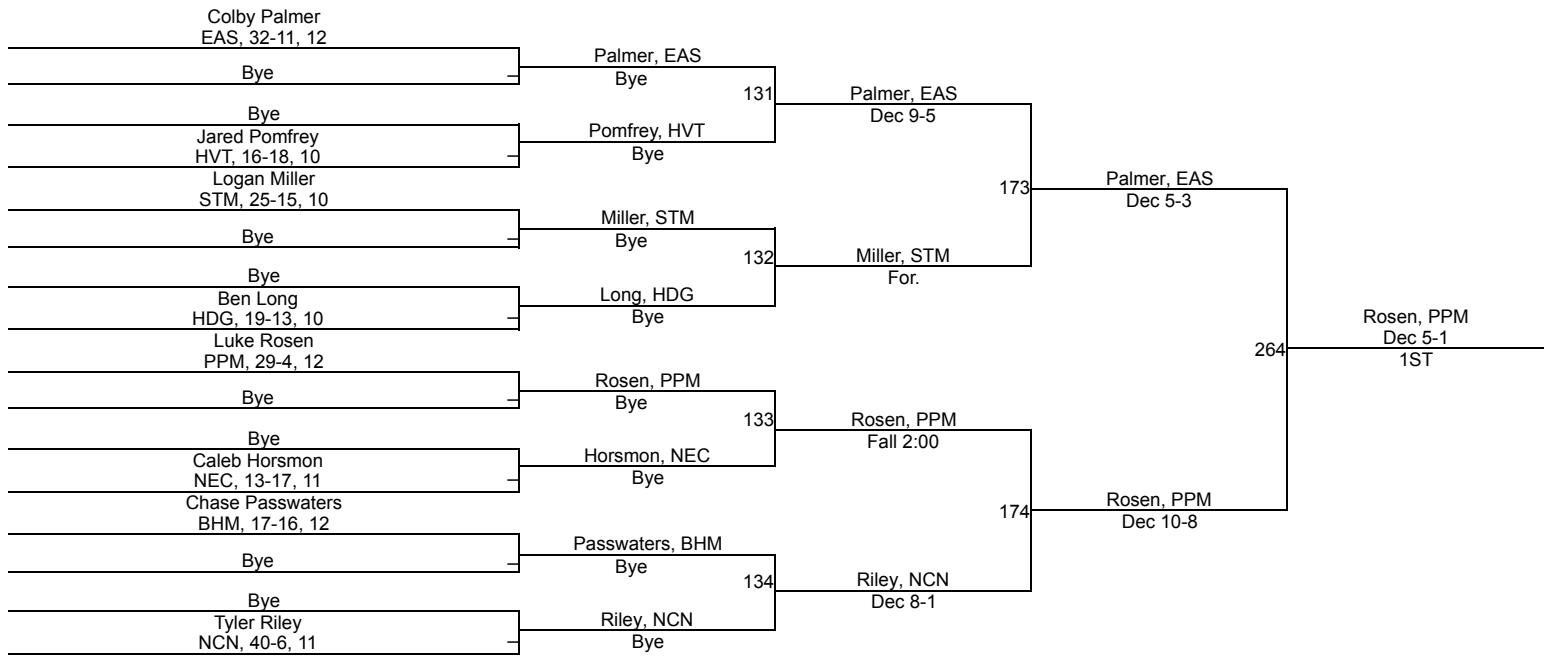 Colby Palmer
EAS, 32-11, 12
Bye
Bye
Jared Pomfrey
HVT, 16-18, 10
Logan Miller
STM, 25-15, 10
Bye
Bye
Ben Long
HDG, 19-13, 10
Luke Rosen
PPM, 29-4, 12
Bye
Bye
Caleb Horsmon
NEC, 13-17, 11
Chase Passwaters
BHM, 17-16, 12
Bye
Bye
Tyler Riley
NCN, 40-6, 11
Palmer, EAS
Bye
131
Pomfrey, HVT
Bye
Miller, STM
Bye
132
Long, HDG
Bye
Rosen, PPM
Bye
133
Horsmon, NEC
Bye
Passwaters, BHM
Bye
134
Riley, NCN
Bye
Palmer, EAS
Dec 9-5
173
Miller, STM
For.
Rosen, PPM
Fall 2:00
174
Riley, NCN
Dec 8-1
Palmer, EAS
Dec 5-3
264
Rosen, PPM
Dec 10-8
Rosen, PPM
Dec 5-1
1ST